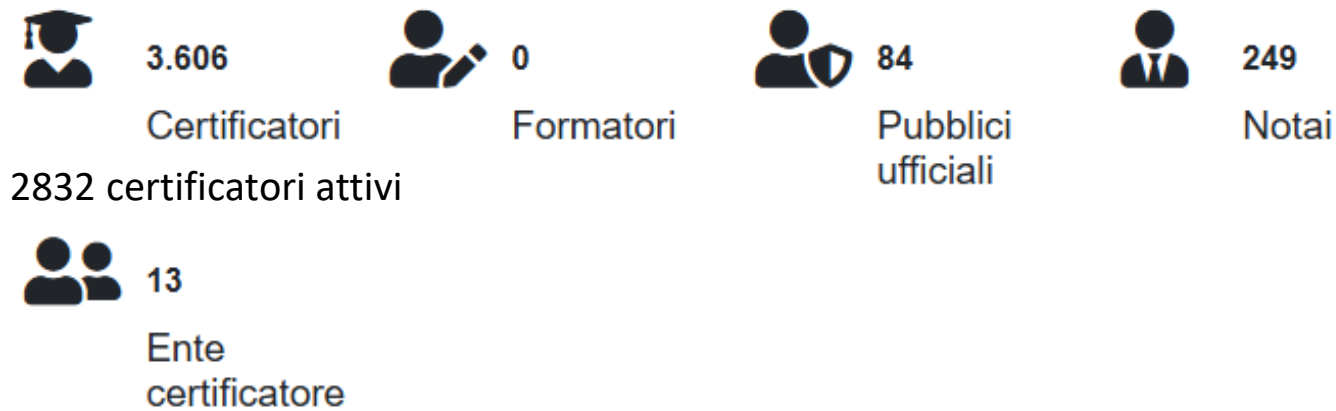 3.606
Certificatori
0
Formatori
84
Pubblici
ufficiali
249
Notai
2832 certificatori attivi
13
Ente
certificatore